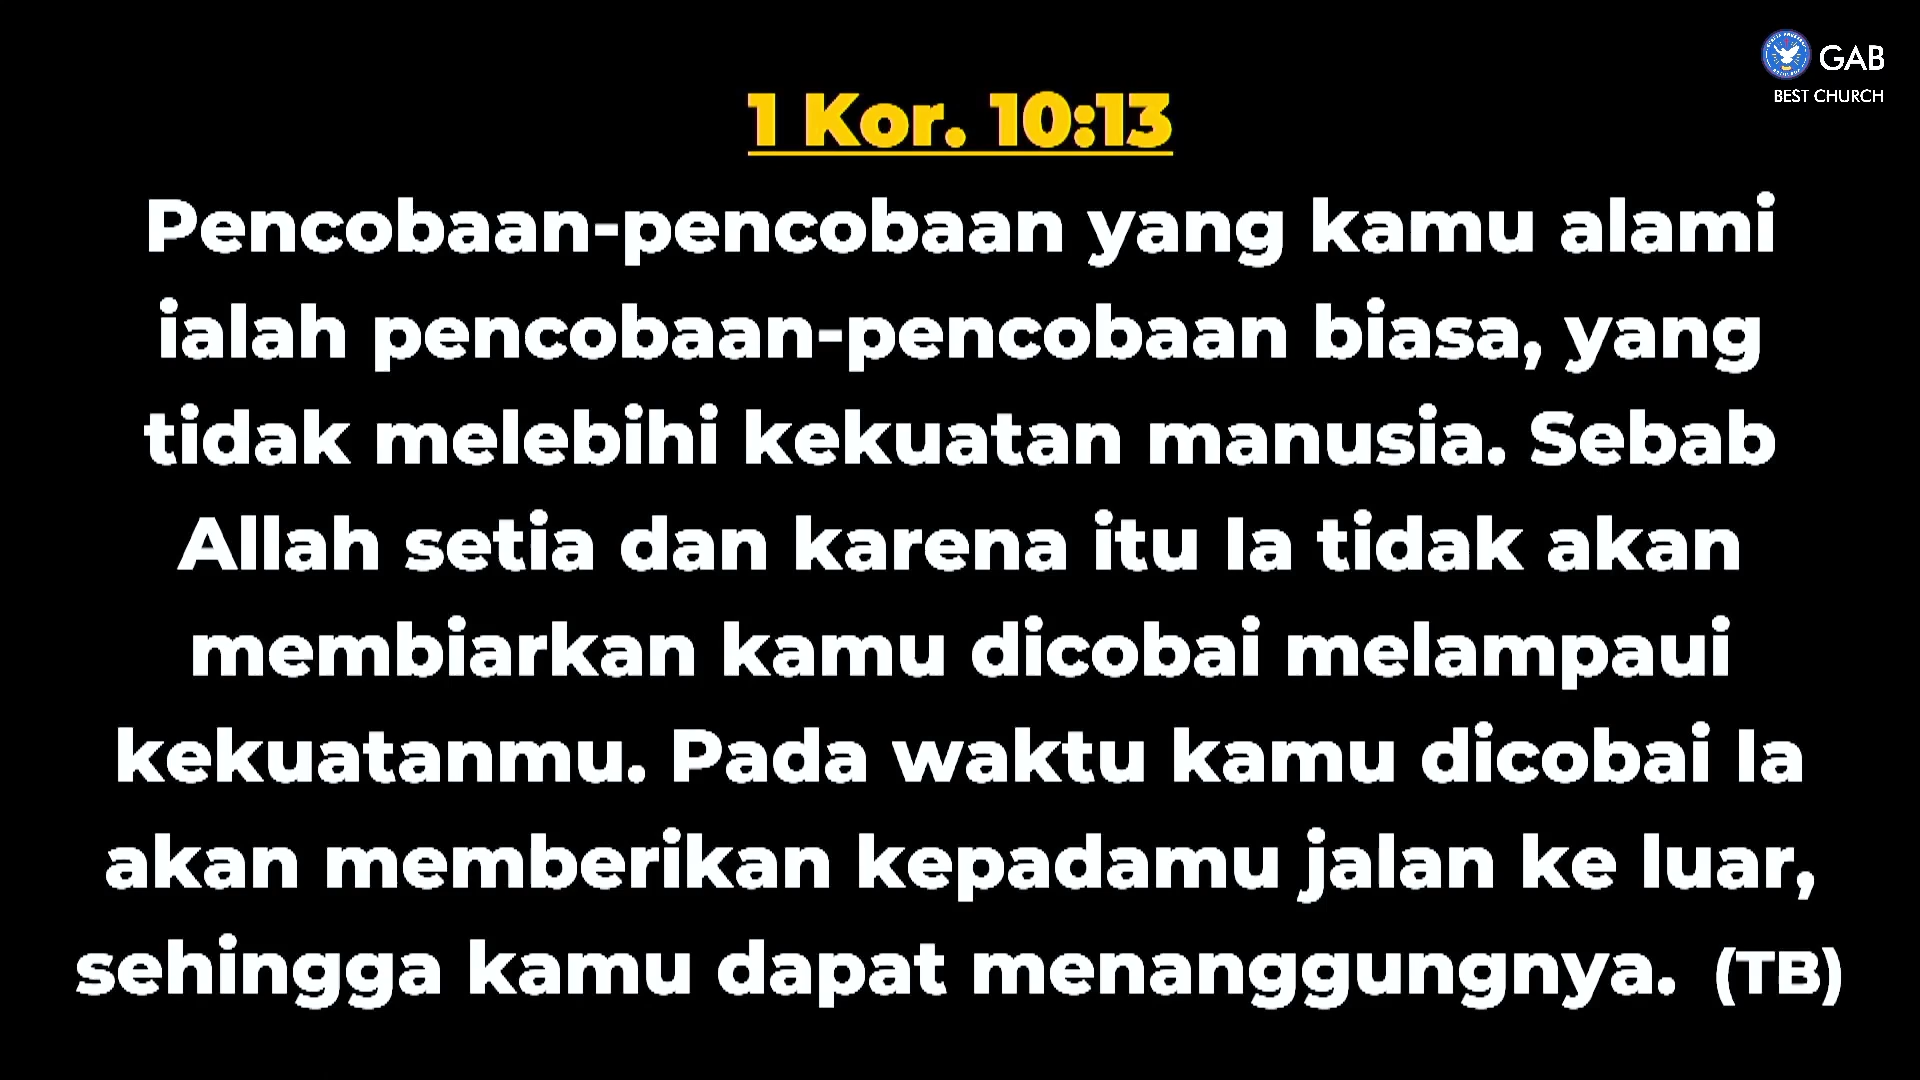 GAB
BEST CHURCH
1 Kor. 10:13
Pencobaan-pencobaan yang kamu alami
ialah pencobaan-pencobaan biasa, yang
tidak melebihi kekuatan manusia. Sebab
Allah setia dan karena itu Ia tidak akan
membiarkan kamu dicobai melampaui
kekuatanmu. Pada waktu kamu dicobai Ia
akan memberikan kepadamu jalan ke luar,
sehingga kamu dapat menanggungnya. (TB)